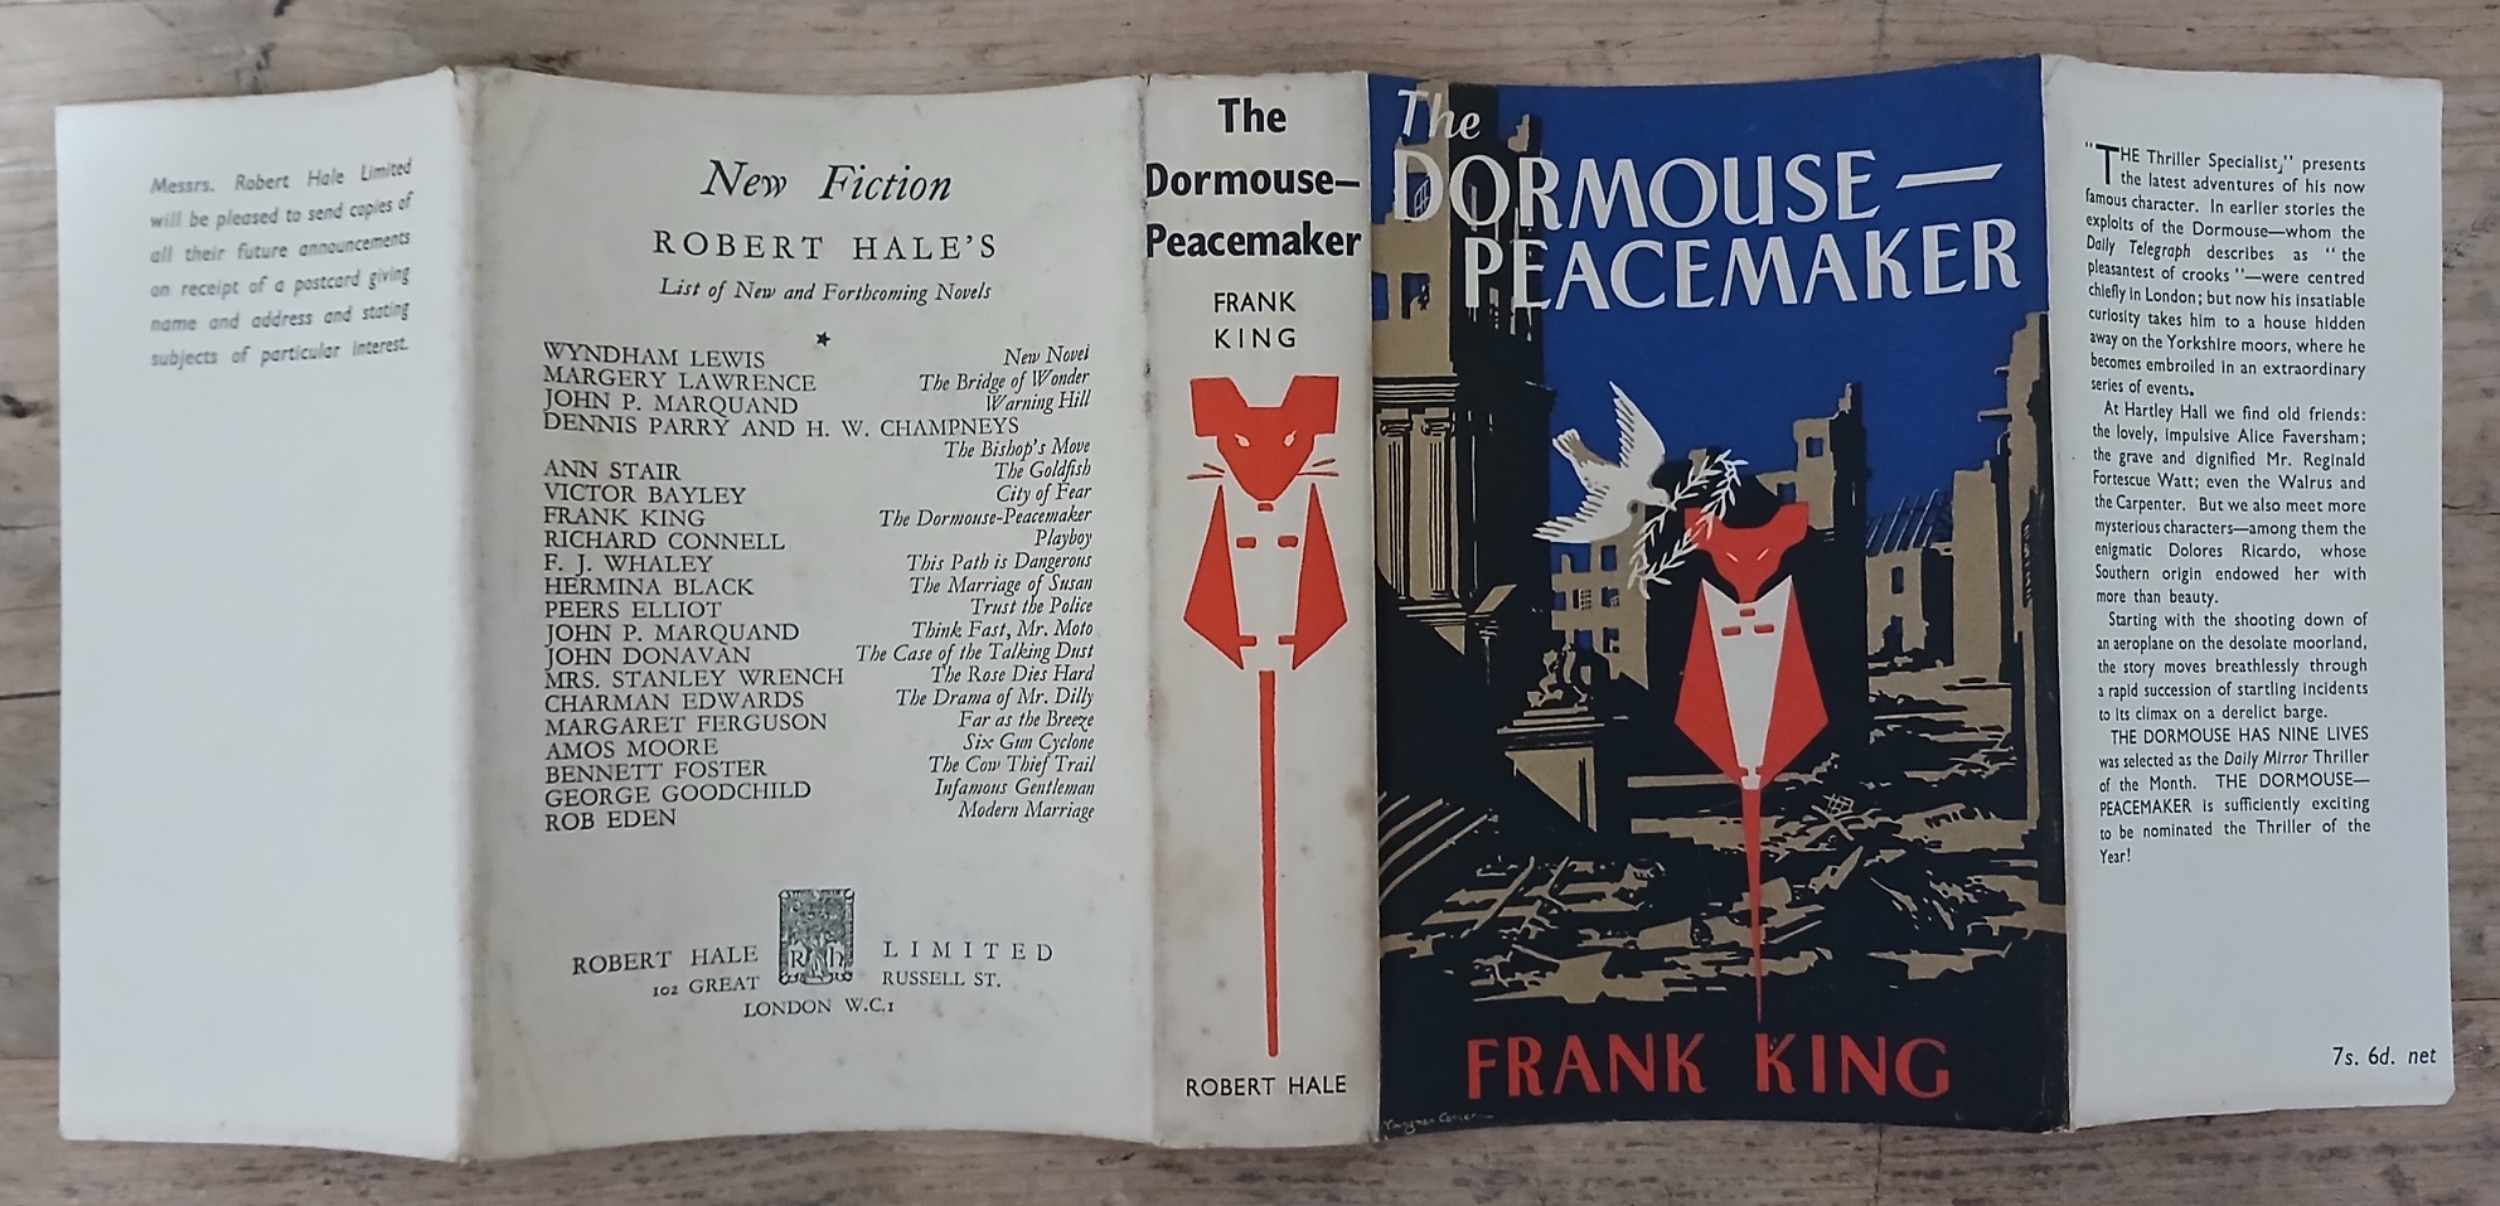 Messrs. Robert Hale Limited
will be pleased to send copies of
all their future announcements
on receipt of a postcard giving
name and address and stating
subjects of particular interest.
New Fiction
ROBERT HALE'S
List of New and Forthcoming Novels
WYNDHAM LEWIS New Novel
MARGERY LAWRENCE The Bridge of Wonder
JOHN P. MARQUAND Warning Hill
DENNIS PARRY AND H. W. CHAMPNEYS
The Bishop's Move
ANN STAIR The Goldfish
VICTOR BAYLEY City of Fear
FRANK KING The Dormouse-Peacemaker
RICHARD CONNELL Playboy
F. J. WHALEY This Path is Dangerous
HERMINA BLACK The Marriage of Susan
PEERS ELLIOT Trust the Police
JOHN P. MARQUAND Think Fast, Mr. Moto
JOHN DONAVAN The Case of the Talking Dust
MRS. STANLEY WRENCH The Rose Dies Hard
CHARMAN EDWARDS The Drama of Mr. Dilly
MARGARET FERGUSON Far as the Breeze
AMOS MOORE Six Gun Cyclone
BENNETT FOSTER The Cow Thief Trail
GEORGE GOODCHILD Infamous Gentleman
ROB EDEN Modern Marriage
R h
ROBERT HALE LIMITED
102 GREAT RUSSELL ST.
LONDON W.C.1
The
Dormouse—
Peacemaker
FRANK
KING
ROBERT HALE
The
DORMOUSE—
PEACEMAKER
FRANK KING
Youngman Carter
"THE Thriller Specialist," presents
the latest adventures of his now
famous character. In earlier stories the
exploits of the Dormouse—whom the
Daily Telegraph describes as "the
pleasantest of crooks"—were centred
chiefly in London; but now his insatiable
curiosity takes him to a house hidden
away on the Yorkshire moors, where he
becomes embroiled in an extraordinary
series of events.
At Hartley Hall we find old friends:
the lovely, impulsive Alice Faversham;
the grave and dignified Mr. Reginald
Fortescue Watt; even the Walrus and
the Carpenter. But we also meet more
mysterious characters—among them the
enigmatic Dolores Ricardo, whose
Southern origin endowed her with
more than beauty.
Starting with the shooting down of
an aeroplane on the desolate moorland,
the story moves breathlessly through
a rapid succession of startling incidents
to its climax on a derelict barge.
THE DORMOUSE HAS NINE LIVES
was selected as the Daily Mirror Thriller
of the Month. THE DORMOUSE—
PEACEMAKER is sufficiently exciting
to be nominated the Thriller of the
Year!
7s. 6d. net